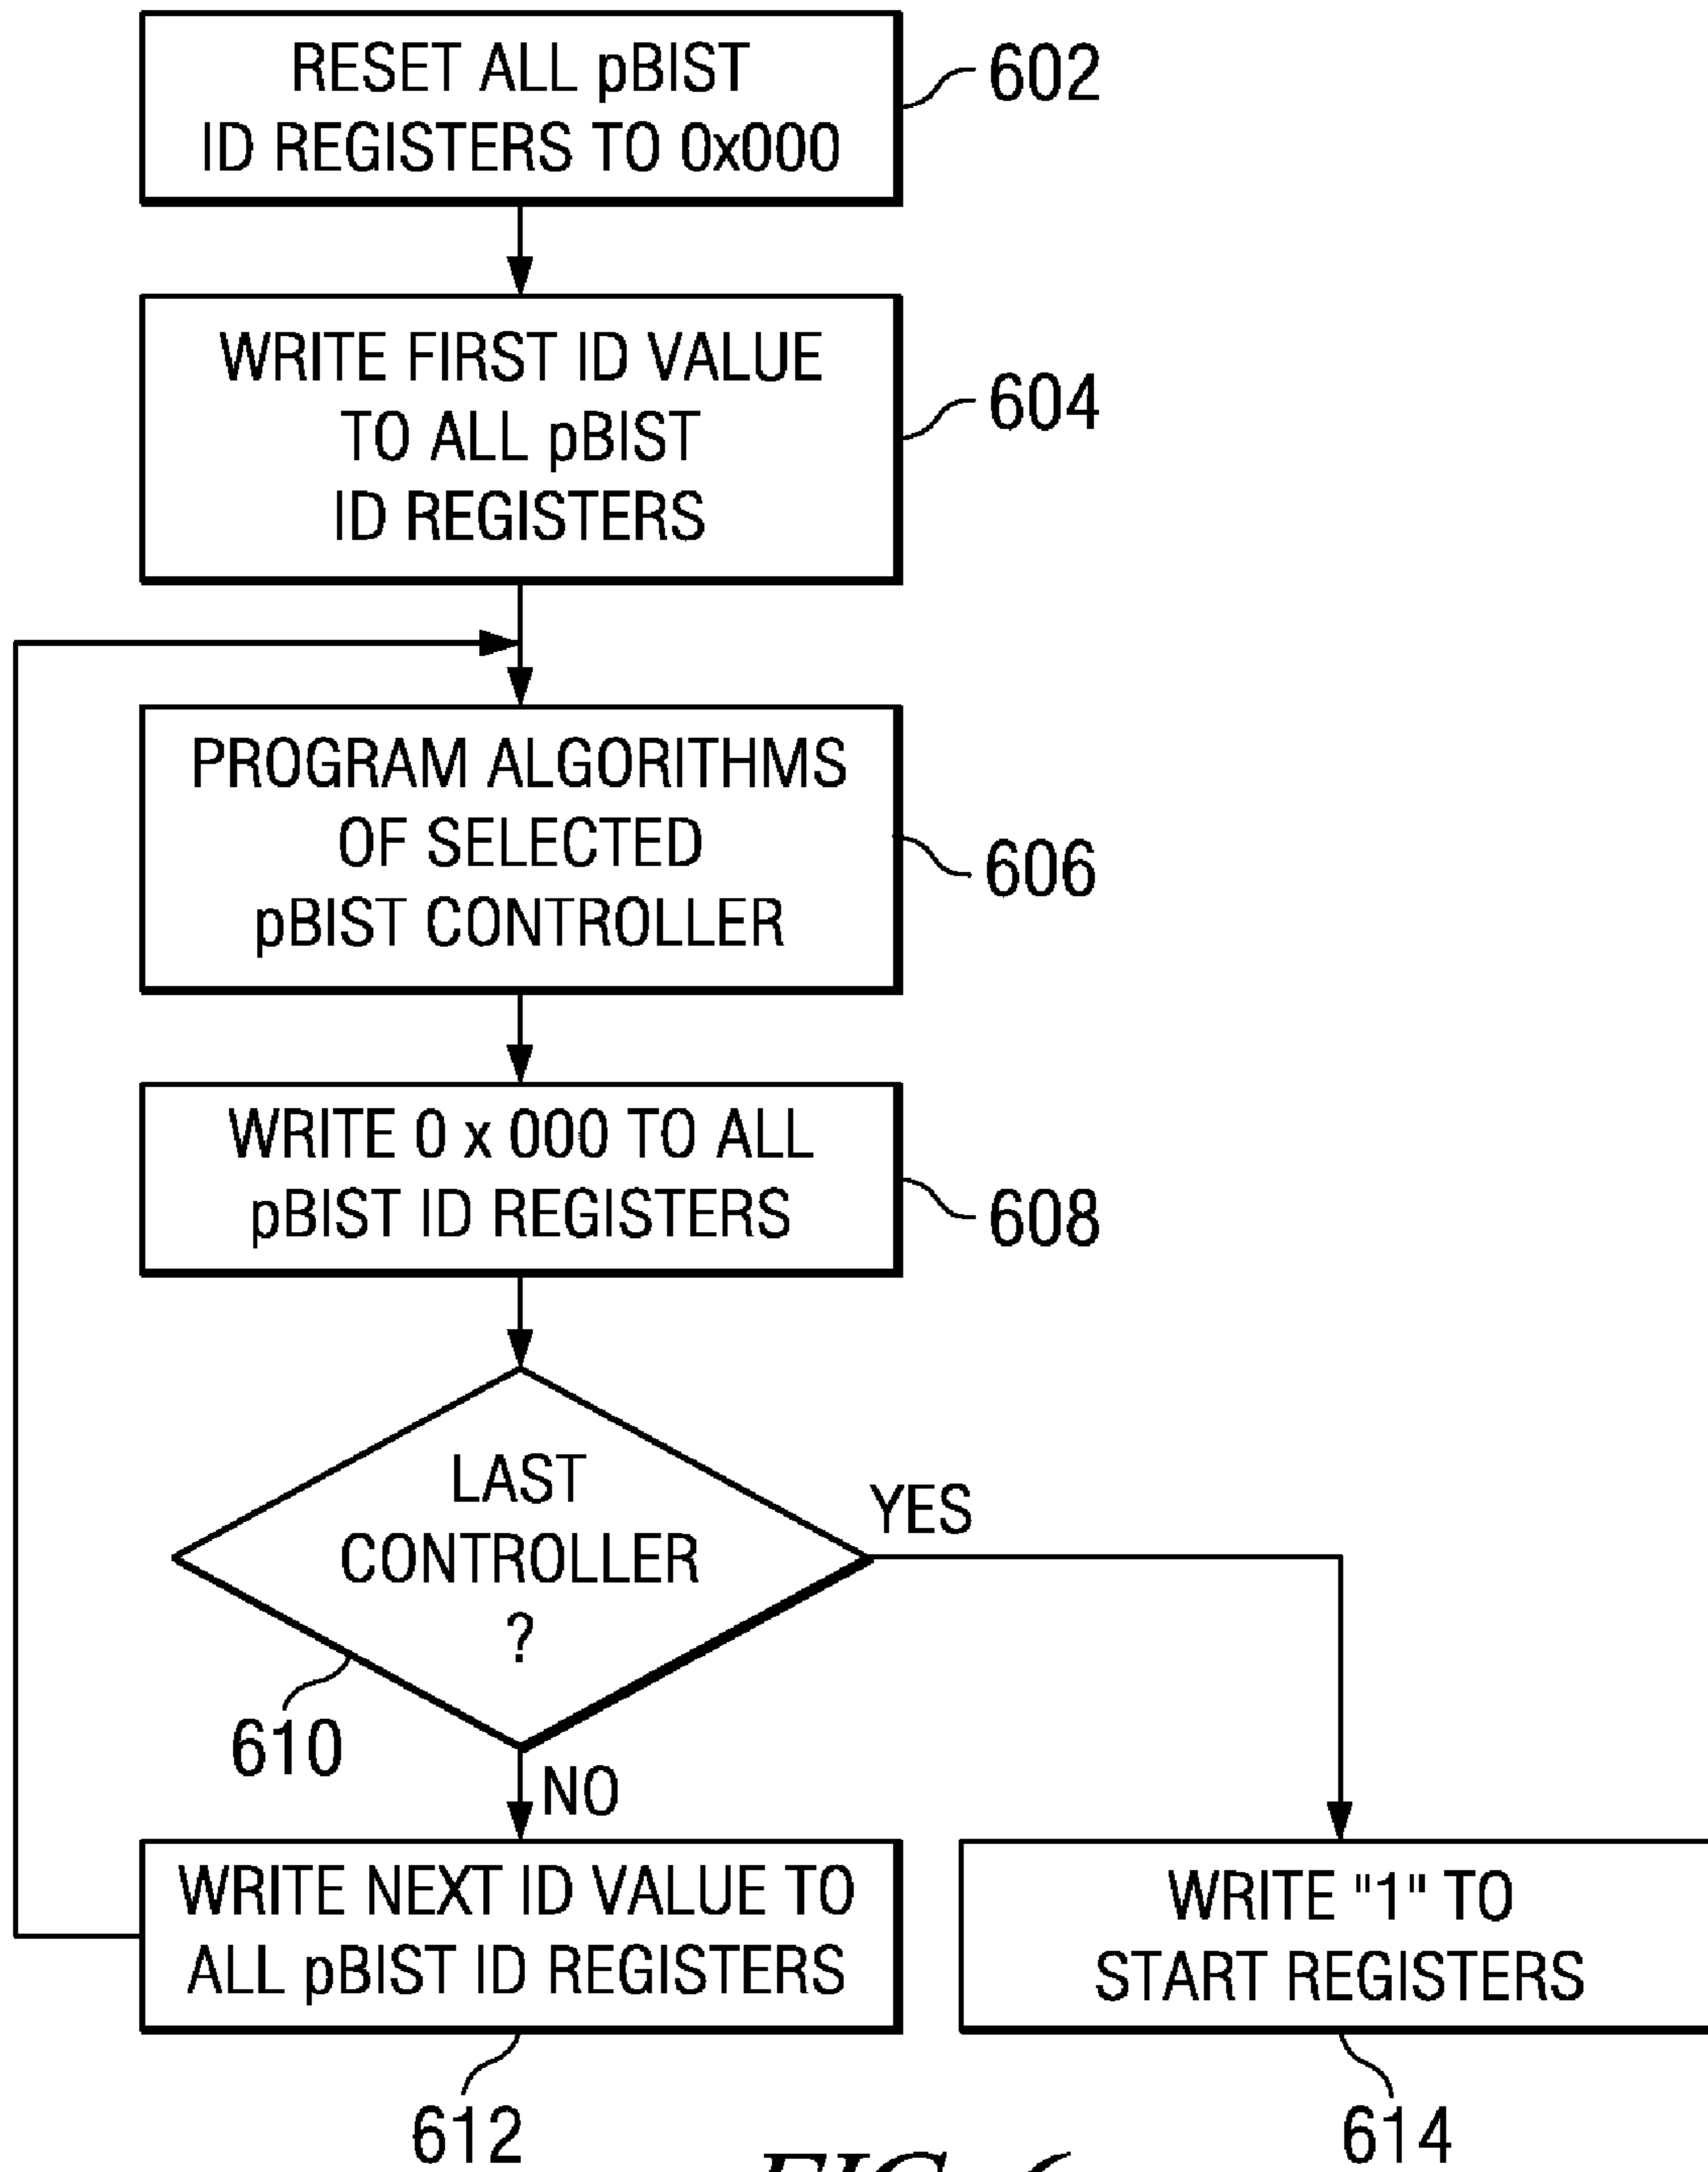 RESET ALL pBIST
ID REGISTERS TO 0x000
602
WRITE FIRST ID VALUE
TO ALL pBIST
ID REGISTERS
604
PROGRAM ALGORITHMS
OF SELECTED
pBIST CONTROLLER
606
WRITE 0 x 000 TO ALL
pBIST ID REGISTERS
608
LAST
CONTROLLER
?
YES
610
NO
WRITE NEXT ID VALUE TO
ALL pBIST ID REGISTERS
WRITE "1" TO
START REGISTERS
612
614
FIG. 6